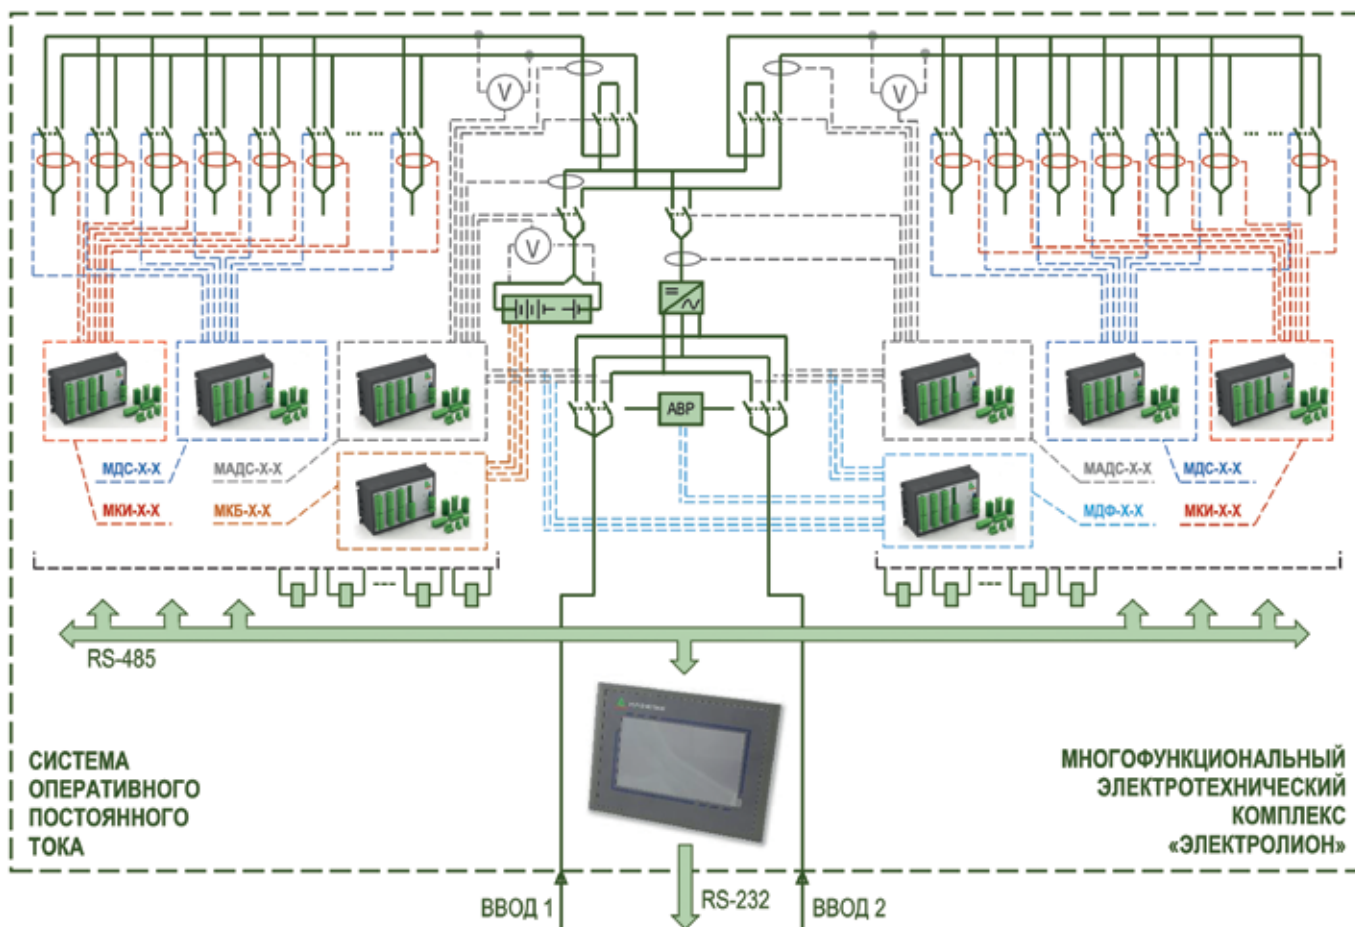 V
V
V
АВР
МДС-Х-Х
МАДС-Х-Х
МКИ-Х-Х
МКБ-Х-Х
МАДС-Х-Х
МДС-Х-Х
МДФ-Х-Х
МКИ-Х-Х
RS-485
СИСТЕМА
ОПЕРАТИВНОГО
ПОСТОЯННОГО
ТОКА
МНОГОФУНКЦИОНАЛЬНЫЙ
ЭЛЕКТРОТЕХНИЧЕСКИЙ
КОМПЛЕКС
«ЭЛЕКТРОЛИОН»
ВВОД 1
RS-232
ВВОД 2